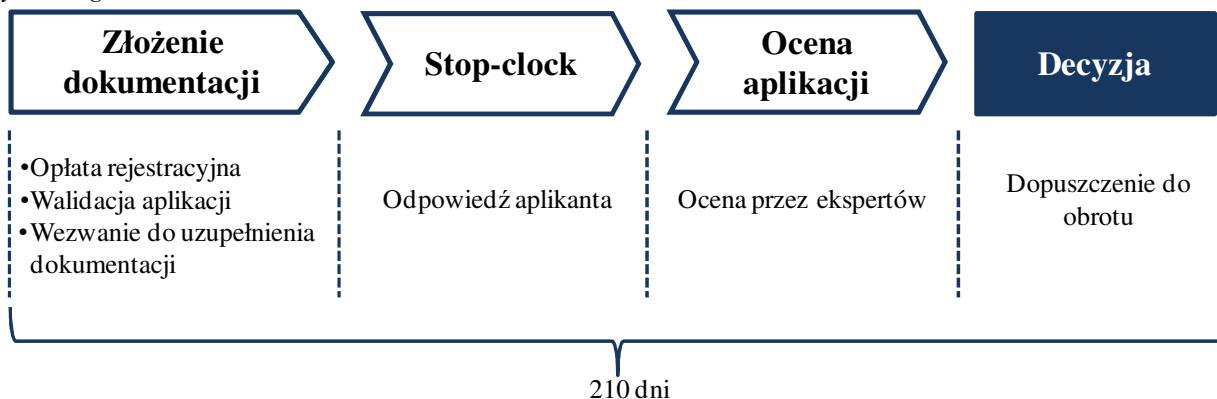 Złożenie
dokumentacji
Stop-clock
Ocena
aplikacji
Decyzja
•Opłata rejestracyjna
•Walidacja aplikacji
•Wezwanie do uzupełnienia
dokumentacji
Odpowiedź aplikanta
Ocena przez ekspertów
Dopuszczenie do
obrotu
210 dni